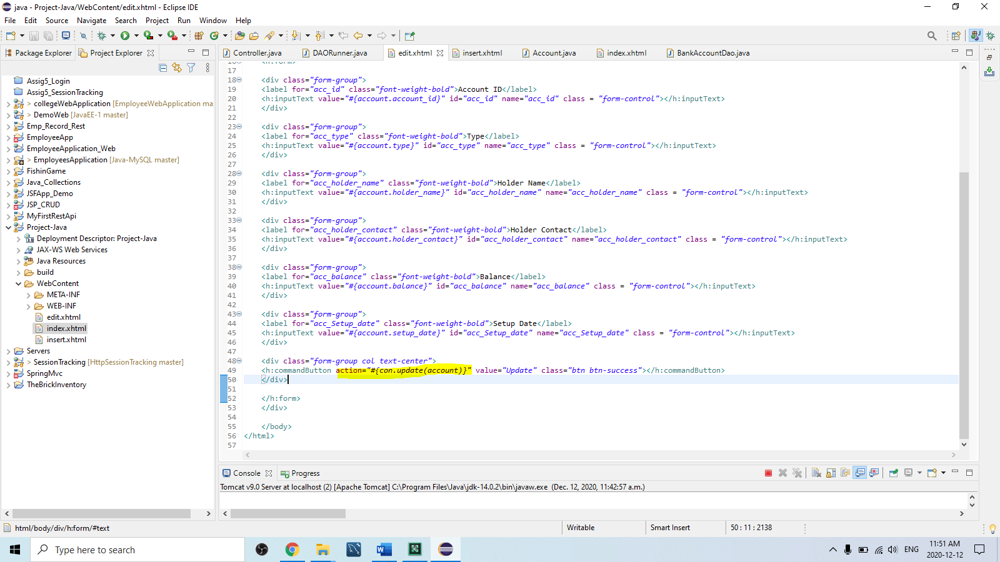 java - Project-Java/WebContent/edit.xhtml - Eclipse IDE
File Edit Source Navigate Search Project Run Window Help
Package Explorer Project Explorer
Controller.java DAORunner.java edit.xhtml insert.xhtml Account.java index.xhtml BankAccountDao.java
Assig5_Login
Assig5_SessionTracking
> collegeWebApplication [EmployeeWebApplication ma
> DemoWeb [JavaEE-1 master]
Emp_Record_Rest
EmployeeApp
EmployeeApplication_Web
> EmployeesApplication [Java-MySQL master]
FishinGame
Java_Collections
JSFApp_Demo
JSP_CRUD
MyFirstRestApi
Project-Java
Deployment Descriptor: Project-Java
JAX-WS Web Services
Java Resources
build
WebContent
META-INF
WEB-INF
edit.xhtml
index.xhtml
insert.xhtml
Servers
> SessionTracking [HttpSessionTracking master]
SpringMvc
TheBrickInventory
16 <h:form>
17
18 <div class="form-group">
19 <label for="acc_id" class="font-weight-bold">Account ID</label>
20 <h:inputText value="#{account.account_id}" id="acc_id" name="acc_id" class = "form-control"></h:inputText>
21 </div>
22
23 <div class="form-group">
24 <label for="acc_type" class="font-weight-bold">Type</label>
25 <h:inputText value="#{account.type}" id="acc_type" name="acc_type" class = "form-control"></h:inputText>
26 </div>
27
28 <div class="form-group">
29 <label for="acc_holder_name" class="font-weight-bold">Holder Name</label>
30 <h:inputText value="#{account.holder_name}" id="acc_holder_name" name="acc_holder_name" class = "form-control"></h:inputText>
31 </div>
32
33 <div class="form-group">
34 <label for="acc_holder_contact" class="font-weight-bold">Holder Contact</label>
35 <h:inputText value="#{account.holder_contact}" id="acc_holder_contact" name="acc_holder_contact" class = "form-control"></h:inputText>
36 </div>
37
38 <div class="form-group">
39 <label for="acc_balance" class="font-weight-bold">Balance</label>
40 <h:inputText value="#{account.balance}" id="acc_balance" name="acc_balance" class = "form-control"></h:inputText>
41 </div>
42
43 <div class="form-group">
44 <label for="acc_Setup_date" class="font-weight-bold">Setup Date</label>
45 <h:inputText value="#{account.setup_date}" id="acc_Setup_date" name="acc_Setup_date" class = "form-control"></h:inputText>
46 </div>
47
48 <div class="form-group col text-center">
49 <h:commandButton action="#{con.update(account)}" value="Update" class="btn btn-success"></h:commandButton>
50 </div>
51
52 </h:form>
53 </div>
54
55 </body>
56 </html>
57
Console Progress
Tomcat v9.0 Server at localhost (2) [Apache Tomcat] C:\Program Files\Java\jdk-14.0.2\bin\javaw.exe (Dec. 12, 2020, 11:42:57 a.m.)
html/body/div/h:form/#text Writable Smart Insert 50 : 11 : 2138
Type here to search
ENG
11:51 AM
2020-12-12